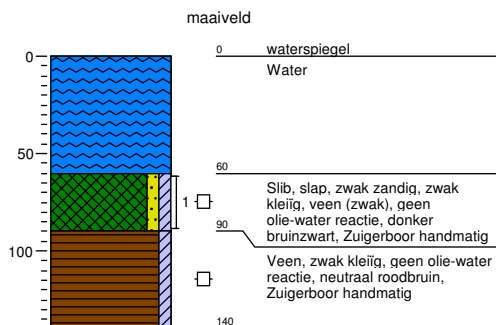 maaiveld
0
0
waterspiegel
Water
50
60
Slib, slap, zwak zandig, zwak
kleiïg, veen (zwak), geen
olie-water reactie, donker
bruinzwart, Zuigerboor handmatig
1
90
100
Veen, zwak kleiïg, geen olie-water
reactie, neutraal roodbruin,
Zuigerboor handmatig
140